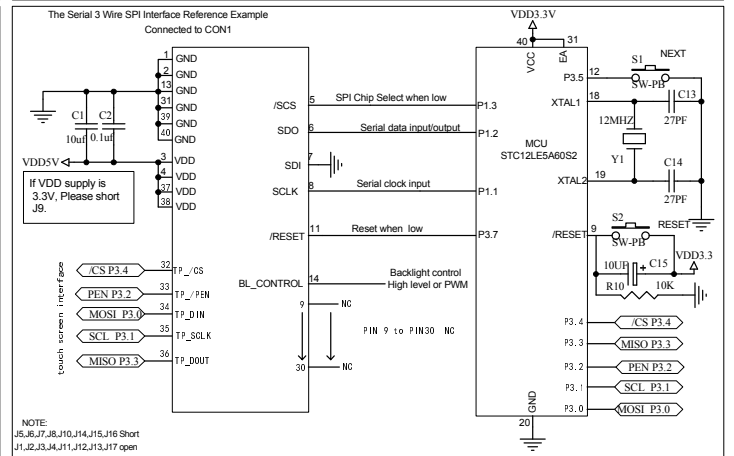 The Serial 3 Wire SPI Interface Reference Example
Connected to CON1
VDD3.3V
1 GND
2 GND
13 GND
31 GND
39 GND
40 GND
C1 C2
10uf 0.1uf
VDD5V
3 VDD
4 VDD
37 VDD
38 VDD
If VDD supply is
3.3V, Please short
J9.
/SCS 5 SPI Chip Select when low P1.3
SDO 6 Serial data input/output P1.2
SDI 7
SCLK 8 Serial clock input P1.1
/RESET 11 Reset when low P3.7
BL_CONTROL 14 Backlight control
High level or PWM
9 NC
PIN 9 to PIN30 NC
30 NC
touch screen interface
/CS P3.4 32 TP_/CS
PEN P3.2 33 TP_/PEN
MOSI P3.0 34 TP_DIN
SCL P3.1 35 TP_SCLK
MISO P3.3 36 TP_DOUT
40 31
VCC EA
MCU
STC12LE5A60S2
P3.5 12 S1 NEXT
SW-PB
XTAL1 18 C13
27PF
12MHZ
Y1
XTAL2 19 C14
27PF
/RESET 9 S2 RESET
SW-PB
VDD3.3
10UF + C15
R10 10K
P3.4 /CS P3.4
P3.3 MISO P3.3
P3.2 PEN P3.2
P3.1 SCL P3.1
P3.0 MOSI P3.0
20 GND
NOTE:
J5,J6,J7,J8,J10,J14,J15,J16 Short
J1,J2,J3,J4,J11,J12,J13,J17 open